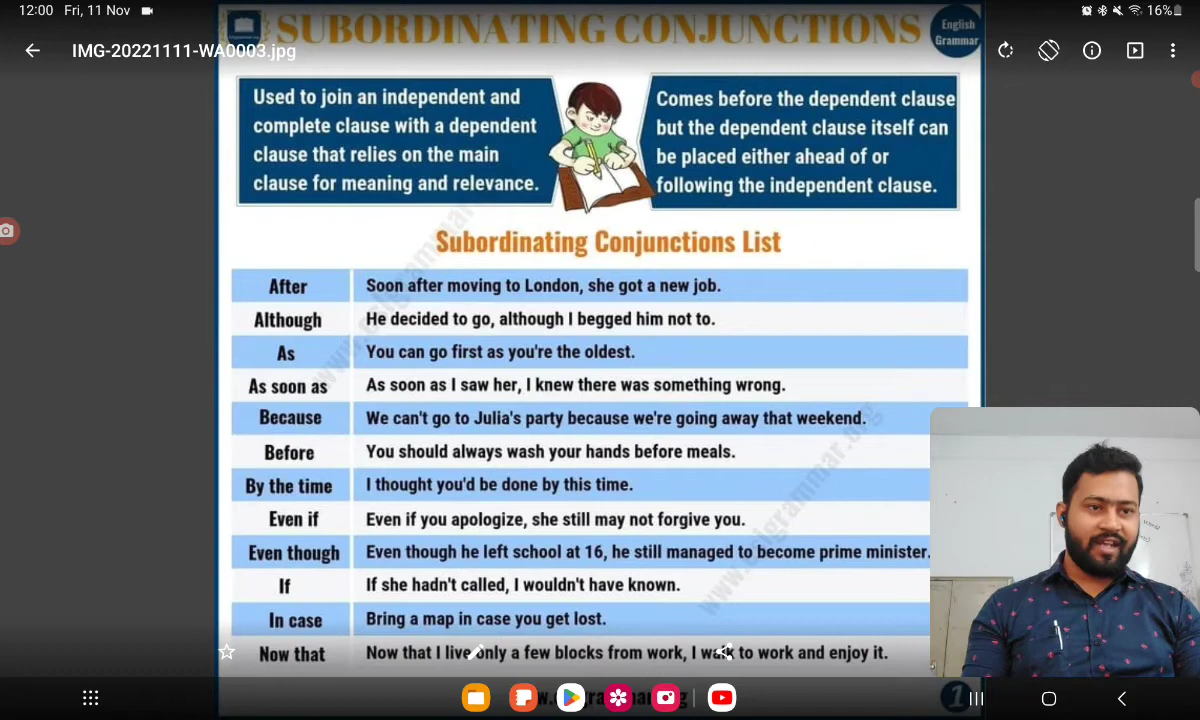 12:00 Fri, 11 Nov
16%
SUBORDINATING CONJUNCTIONS
English
Grammar
IMG-20221111-WA0003.jpg
Used to join an independent and
complete clause with a dependent
clause that relies on the main
clause for meaning and relevance.
Comes before the dependent clause
but the dependent clause itself can
be placed either ahead of or
following the independent clause.
Subordinating Conjunctions List
After Soon after moving to London, she got a new job.
Although He decided to go, although I begged him not to.
As You can go first as you're the oldest.
As soon as As soon as I saw her, I knew there was something wrong.
Because We can't go to Julia's party because we're going away that weekend.
Before You should always wash your hands before meals.
By the time I thought you'd be done by this time.
Even if Even if you apologize, she still may not forgive you.
Even though Even though he left school at 16, he still managed to become prime minister.
If If she hadn't called, I wouldn't have known.
In case Bring a map in case you get lost.
Now that Now that I live only a few blocks from work, I walk to work and enjoy it.
www.eslgrammar.org
www.eslgrammar.org
1